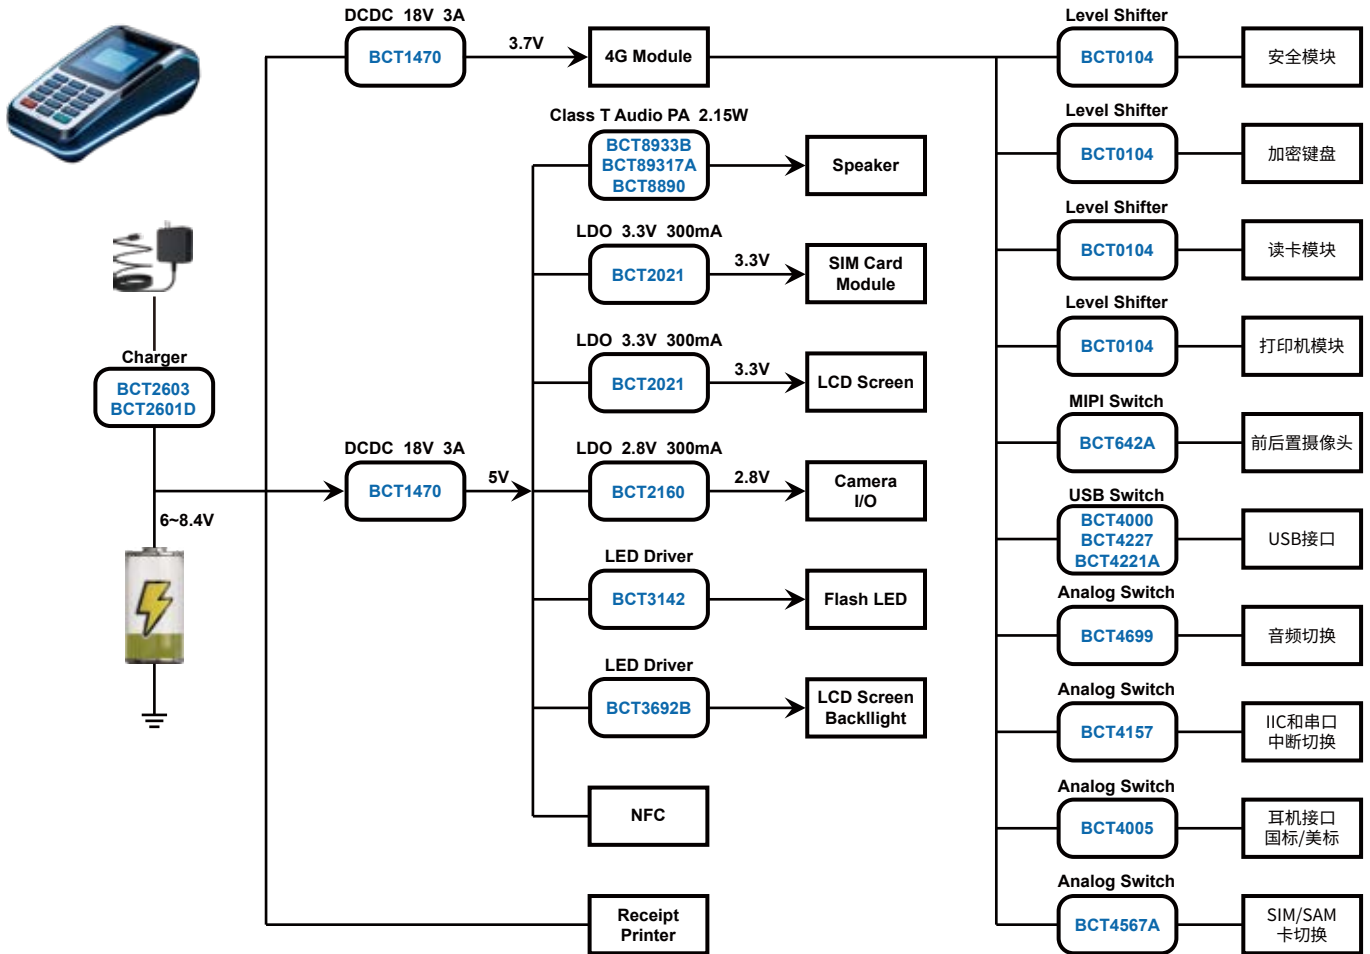 DCDC 18V 3A
BCT1470
3.7V
4G Module
Class T Audio PA 2.15W
BCT8933B
BCT89317A
BCT8890
Speaker
LDO 3.3V 300mA
BCT2021
3.3V
SIM Card
Module
LDO 3.3V 300mA
BCT2021
3.3V
LCD Screen
Charger
BCT2603
BCT2601D
6~8.4V
DCDC 18V 3A
BCT1470
5V
LDO 2.8V 300mA
BCT2160
2.8V
Camera
I/O
LED Driver
BCT3142
Flash LED
LED Driver
BCT3692B
LCD Screen
Backllight
NFC
Receipt
Printer
Level Shifter
BCT0104
安全模块
Level Shifter
BCT0104
加密键盘
Level Shifter
BCT0104
读卡模块
Level Shifter
BCT0104
打印机模块
MIPI Switch
BCT642A
前后置摄像头
USB Switch
BCT4000
BCT4227
BCT4221A
USB接口
Analog Switch
BCT4699
音频切换
Analog Switch
BCT4157
IIC和串口
中断切换
Analog Switch
BCT4005
耳机接口
国标/美标
Analog Switch
BCT4567A
SIM/SAM
卡切换